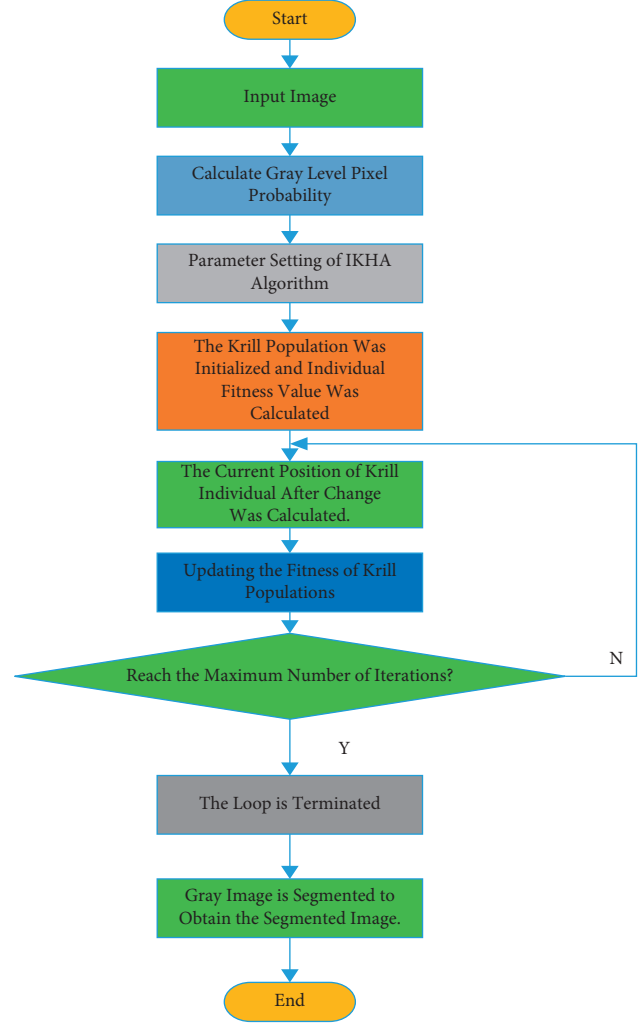 Start
Input Image
Calculate Gray Level Pixel
Probability
Parameter Setting of IKHA
Algorithm
The Krill Population Was
Initialized and Individual
Fitness Value Was
Calculated
The Current Position of Krill
Individual After Change
Was Calculated.
Updating the Fitness of Krill
Populations
Reach the Maximum Number of Iterations?
N
Y
The Loop is Terminated
Gray Image is Segmented to
Obtain the Segmented Image.
End